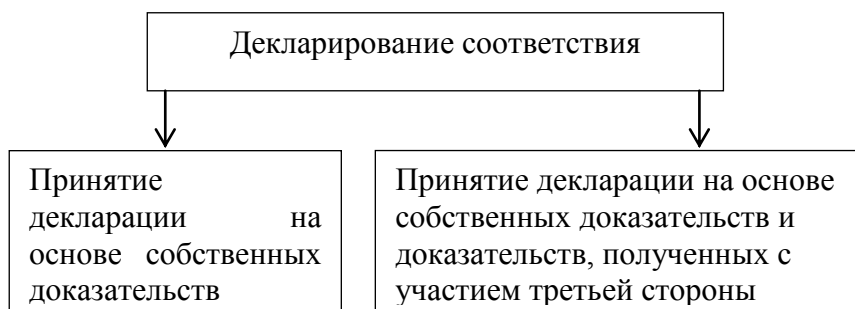 Декларирование соответствия
Принятие
декларации на
основе собственных
доказательств
Принятие декларации на основе
собственных доказательств и
доказательств, полученных с
участием третьей стороны